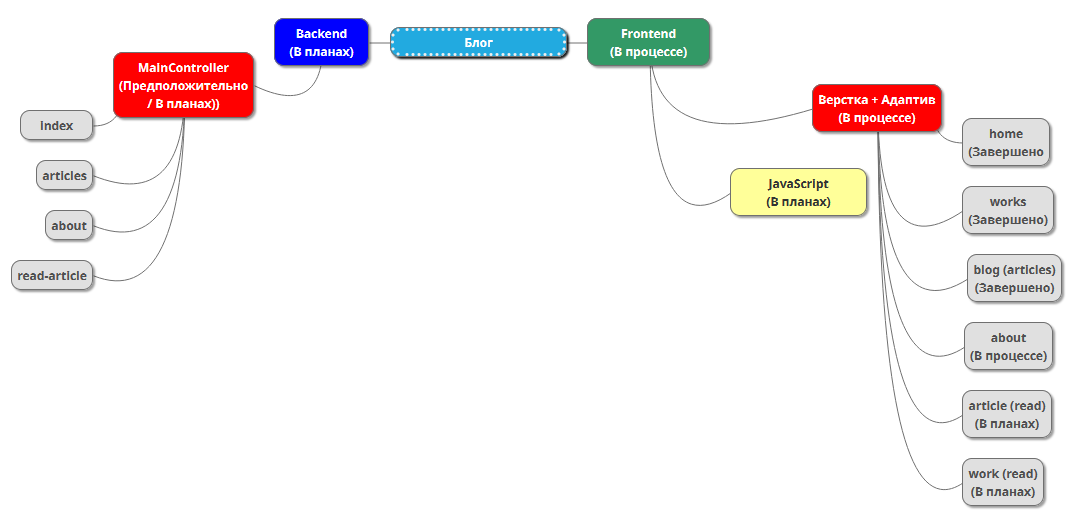 Блог
Backend
(В планах)
MainController
(Предположительно
/ В планах))
Index
articles
about
read-article
Frontend
(В процессе)
Верстка + Адаптив
(В процессе)
home
(Завершено
works
(Завершено)
blog (articles)
(Завершено)
about
(В процессе)
article (read)
(В планах)
work (read)
(В планах)
JavaScript
(В планах)